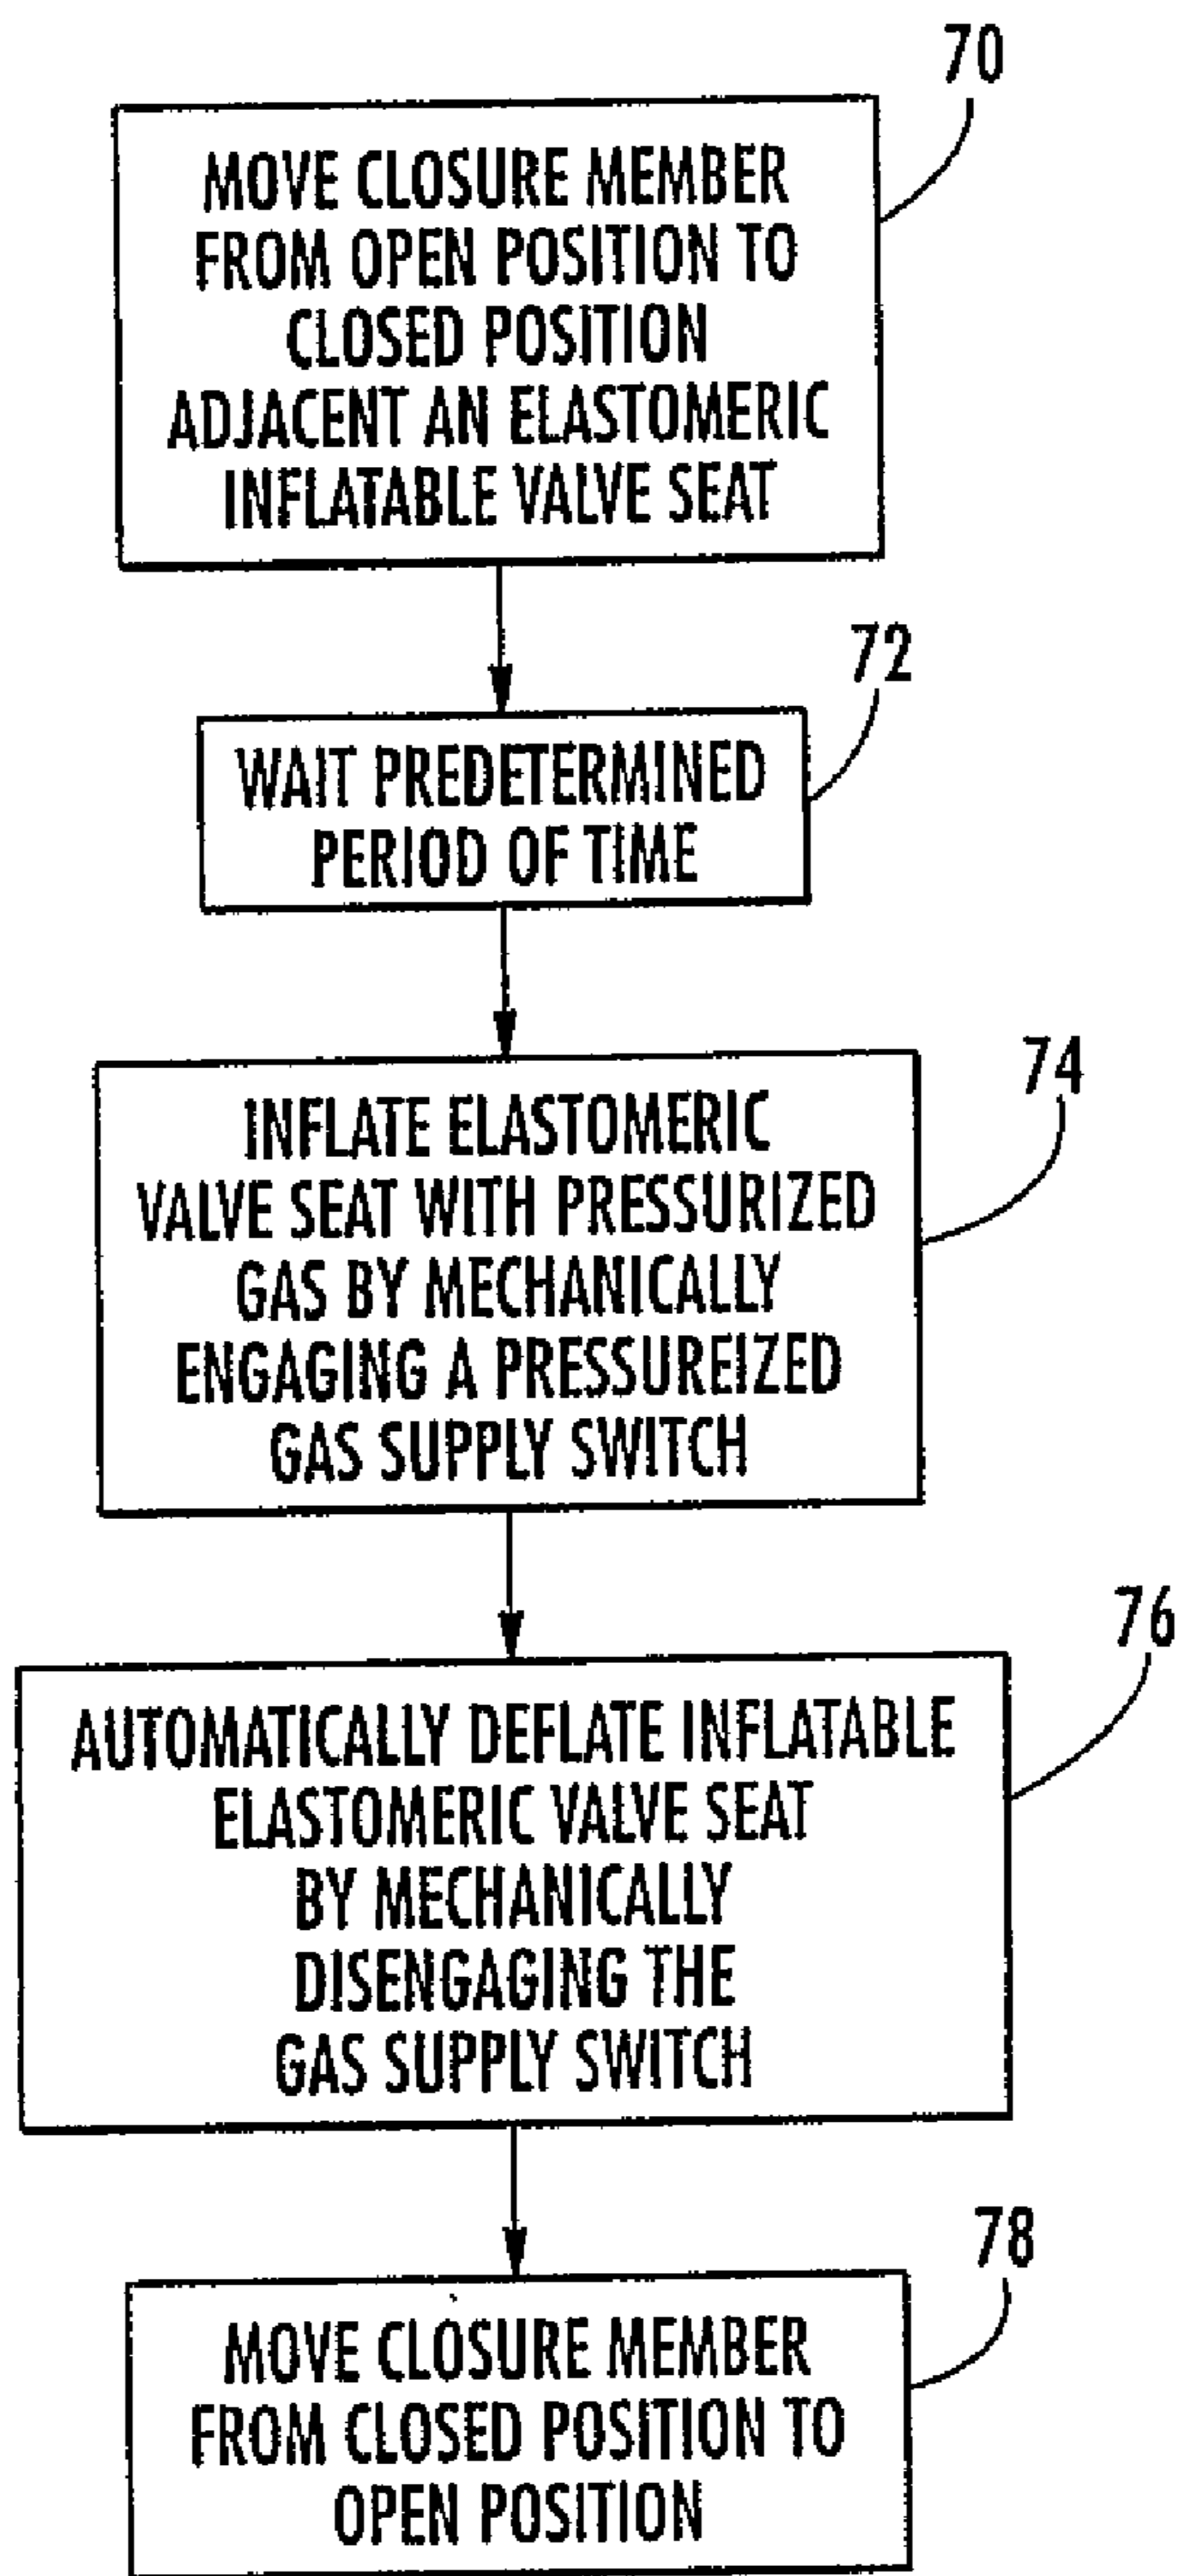 70
MOVE CLOSURE MEMBER
FROM OPEN POSITION TO
CLOSED POSITION
ADJACENT AN ELASTOMERIC
INFLATABLE VALVE SEAT
72
WAIT PREDETERMINED
PERIOD OF TIME
74
INFLATE ELASTOMERIC
VALVE SEAT WITH PRESSURIZED
GAS BY MECHANICALLY
ENGAGING A PRESSUREIZED
GAS SUPPLY SWITCH
76
AUTOMATICALLY DEFLATE INFLATABLE
ELASTOMERIC VALVE SEAT
BY MECHANICALLY
DISENGAGING THE
GAS SUPPLY SWITCH
78
MOVE CLOSURE MEMBER
FROM CLOSED POSITION TO
OPEN POSITION